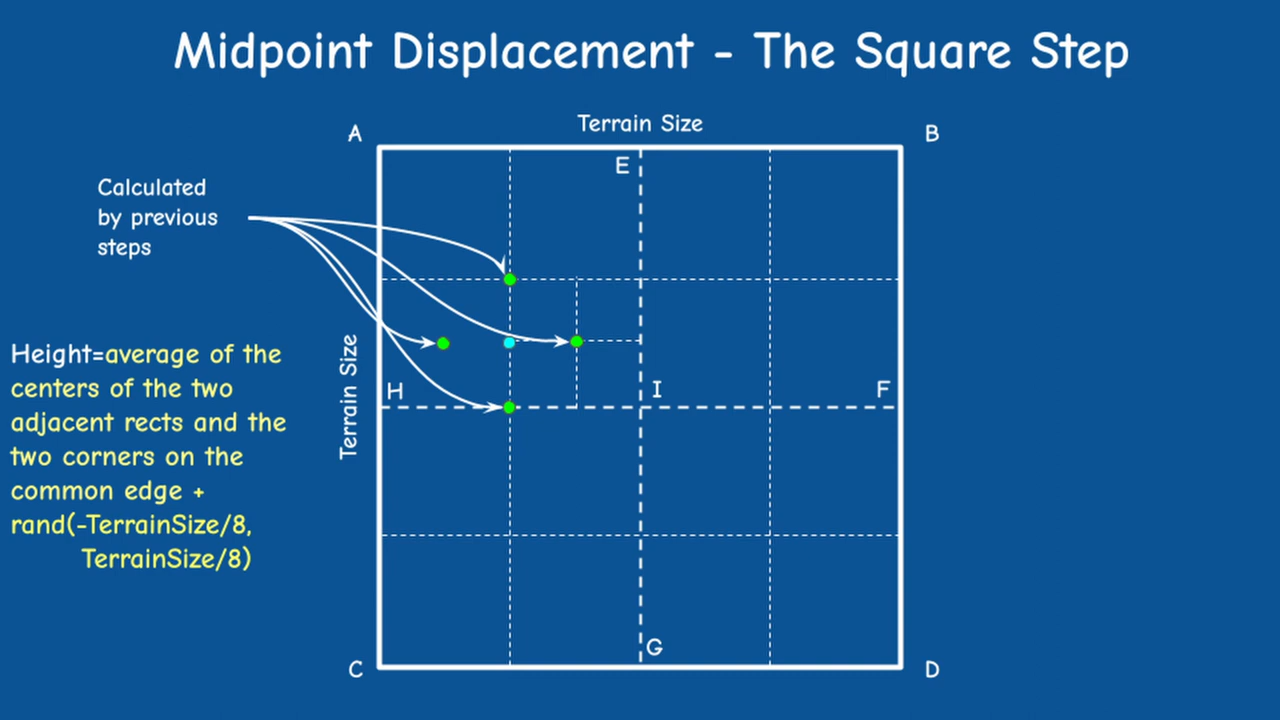 Midpoint Displacement - The Square Step
Terrain Size
A
B
E
Calculated
by previous
steps
Terrain Size
Height=average of the
centers of the two
adjacent rects and the
two corners on the
common edge +
rand(-TerrainSize/8,
TerrainSize/8)
H
I
F
G
C
D